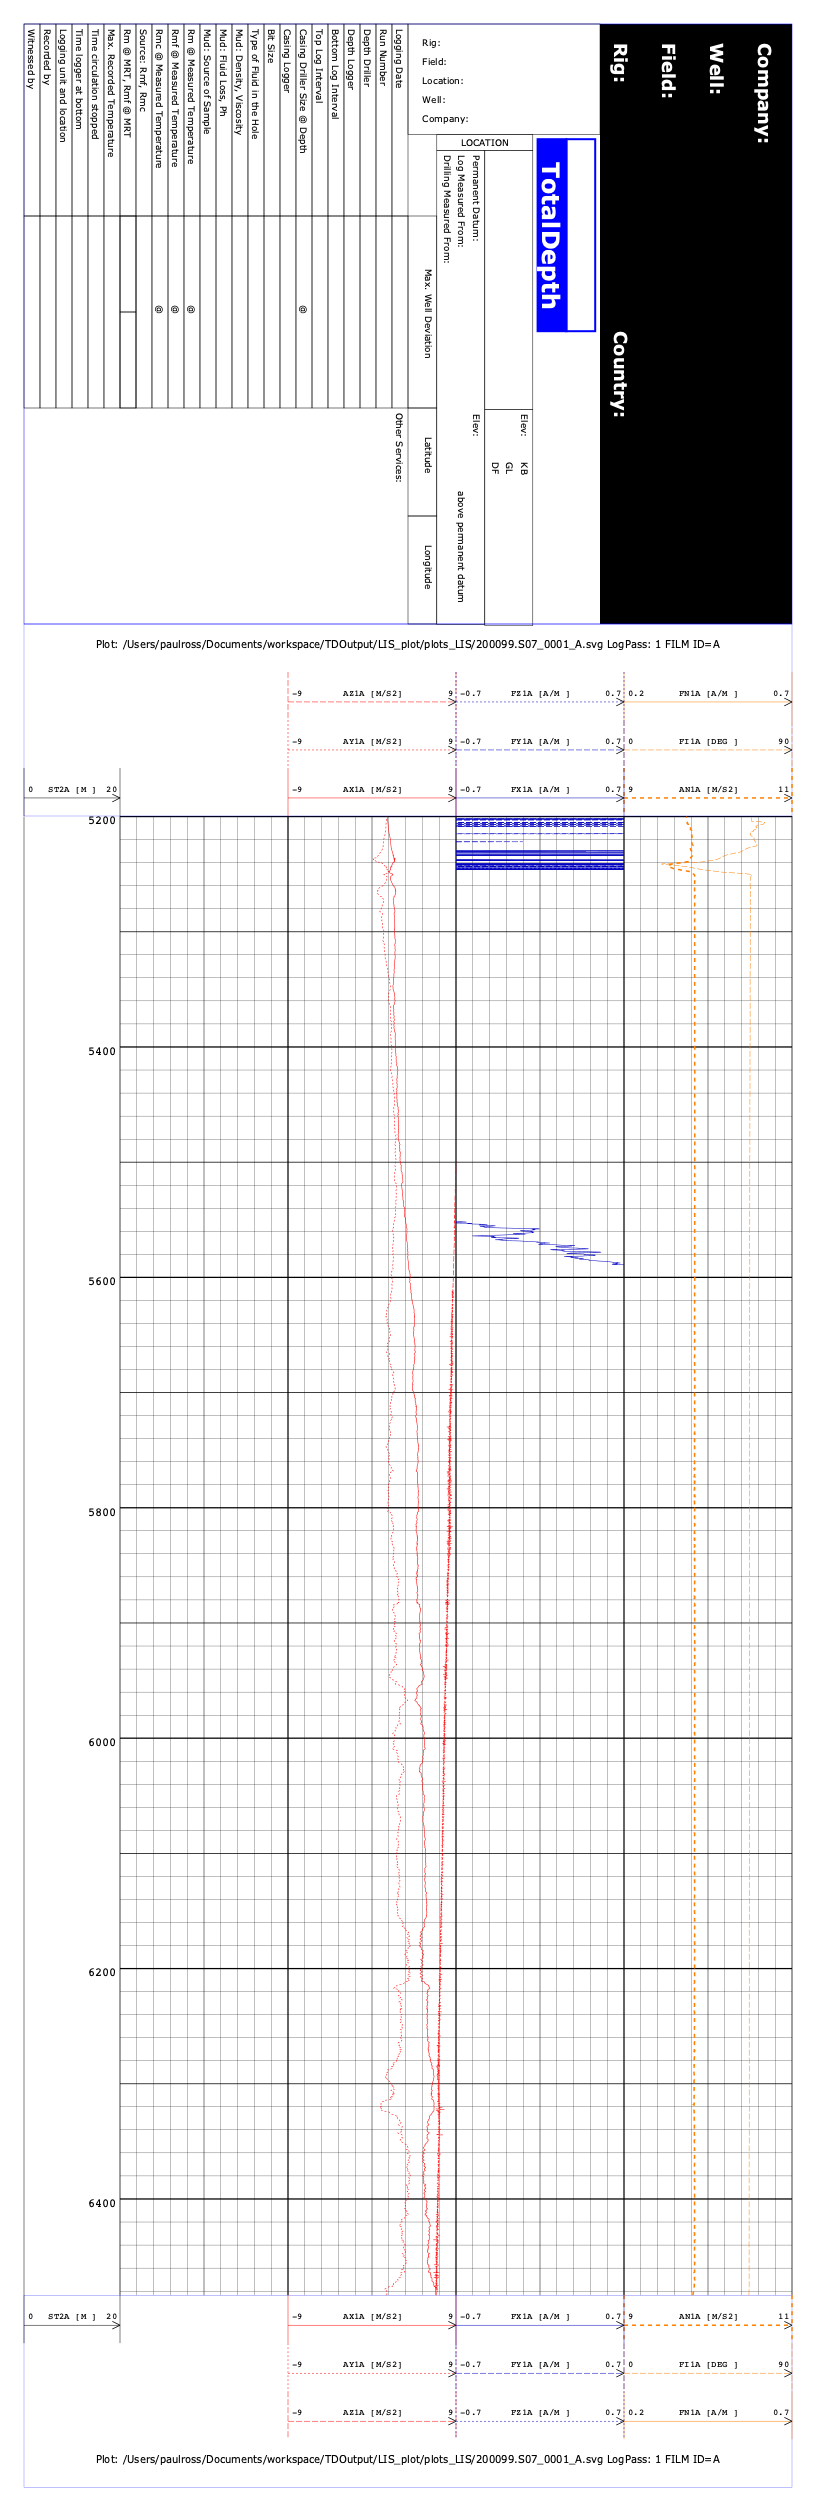 Company:
Well:
Field:
Rig:
Country:
TotalDepth
Rig:
Field:
Location:
Well:
Company:
LOCATION
Elev:
KB
GL
DF
Permanent Datum:
Elev:
Log Measured From:
above permanent datum
Drilling Measured From:
Max. Well Deviation
Latitude
Longitude
Other Services:
Logging Date
Run Number
Depth Driller
Depth Logger
Bottom Log Interval
Top Log Interval
Casing Driller Size @ Depth
@
Casing Logger
Bit Size
Type of Fluid in the Hole
Mud: Density, Viscosity
Mud: Fluid Loss, Ph
Mud: Source of Sample
Rm @ Measured Temperature
@
Rmf @ Measured Temperature
@
Rmc @ Measured Temperature
@
Source: Rmf, Rmc
Rm @ MRT, Rmf @ MRT
Max. Recorded Temperature
Time circulation stopped
Time logger at bottom
Logging unit and location
Recorded by
Witnessed by
Plot: /Users/paulross/Documents/workspace/TDOutput/LIS_plot/plots_LIS/200099.S07_0001_A.svg LogPass: 1 FILM ID=A
-9 AZ1A [M/S2] 9 -0.7 FZ1A [A/M ] 0.7 0.2 FN1A [A/M ] 0.7
-9 AY1A [M/S2] 9 -0.7 FY1A [A/M ] 0.7 0 FI1A [DEG ] 90
0 ST2A [M ] 20 -9 AX1A [M/S2] 9 -0.7 FX1A [A/M ] 0.7 9 AN1A [M/S2] 11
5200
5400
5600
5800
6000
6200
6400
0 ST2A [M ] 20 -9 AX1A [M/S2] 9 -0.7 FX1A [A/M ] 0.7 9 AN1A [M/S2] 11
-9 AY1A [M/S2] 9 -0.7 FY1A [A/M ] 0.7 0 FI1A [DEG ] 90
-9 AZ1A [M/S2] 9 -0.7 FZ1A [A/M ] 0.7 0.2 FN1A [A/M ] 0.7
Plot: /Users/paulross/Documents/workspace/TDOutput/LIS_plot/plots_LIS/200099.S07_0001_A.svg LogPass: 1 FILM ID=A